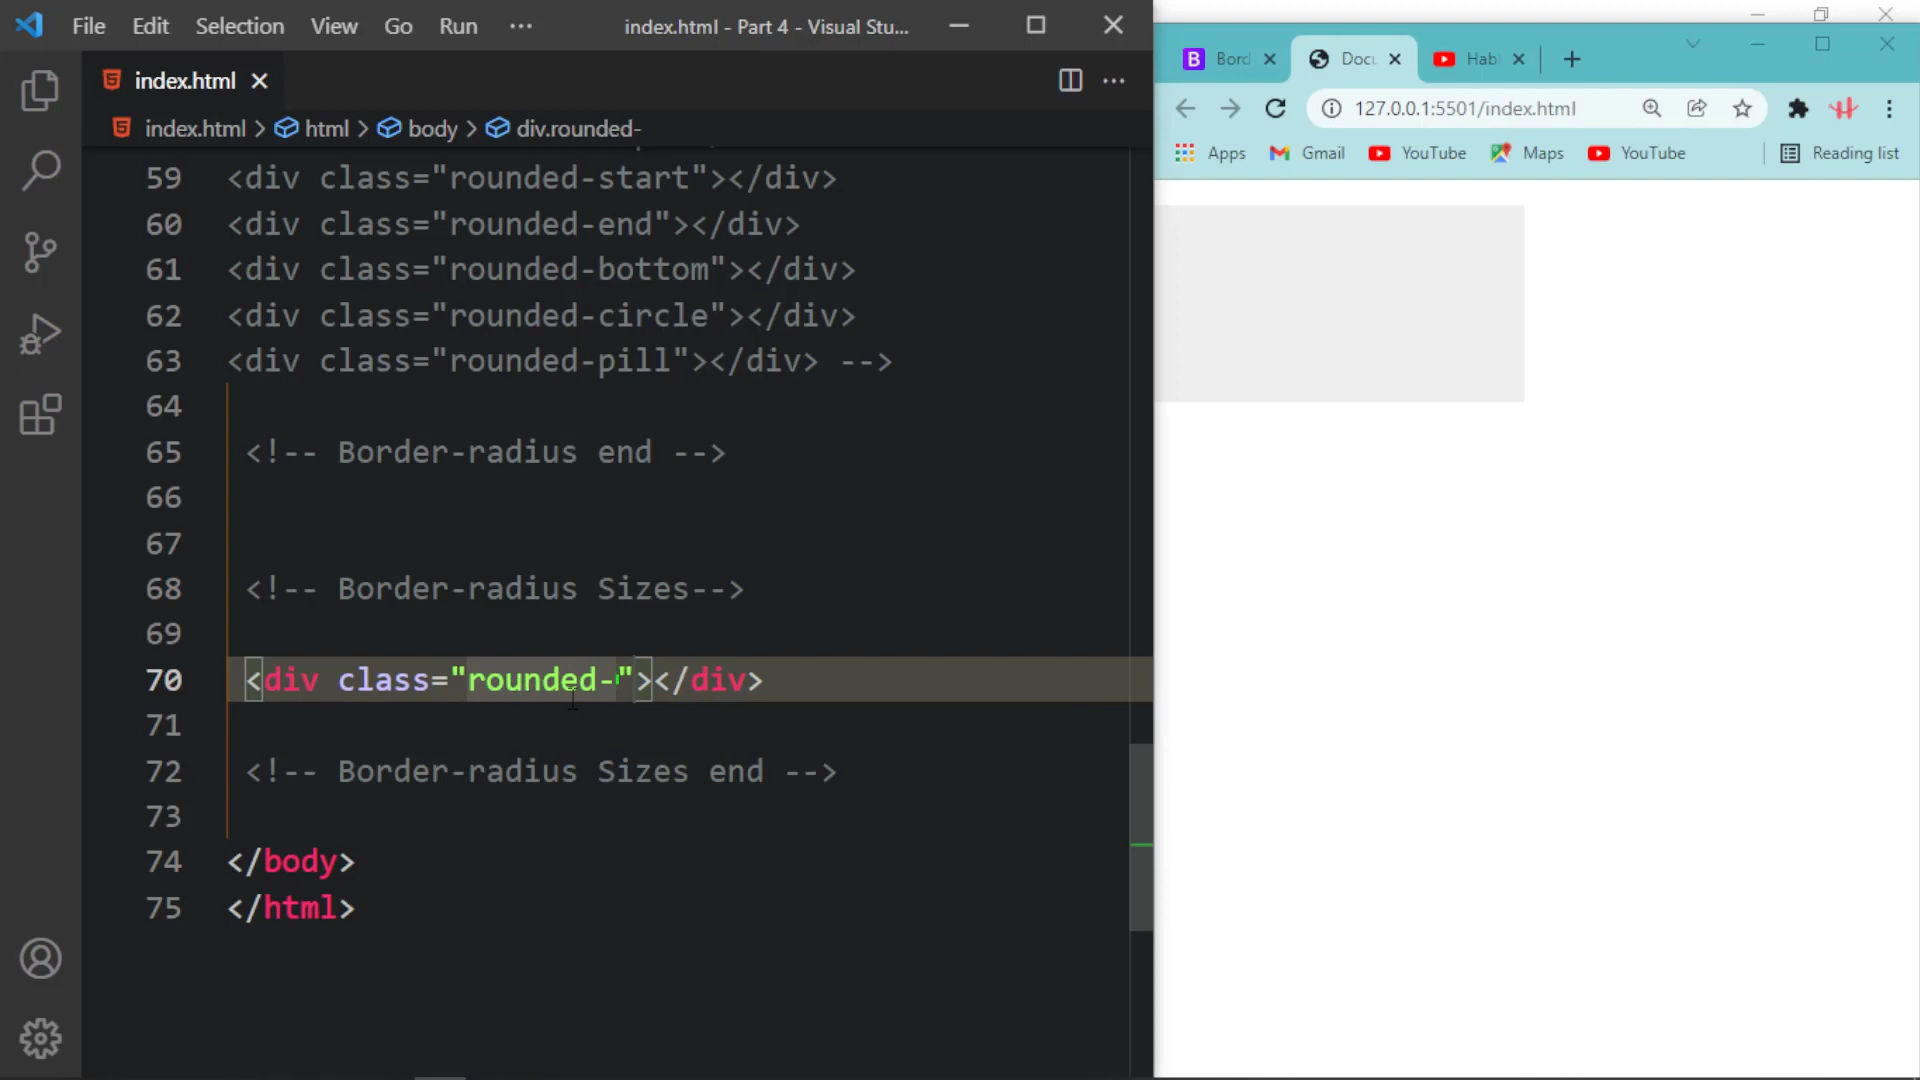 File Edit Selection View Go Run ··· index.html - Part 4 - Visual Stu...
index.html
index.html > html > body > div.rounded-
59 <div class="rounded-start"></div>
60 <div class="rounded-end"></div>
61 <div class="rounded-bottom"></div>
62 <div class="rounded-circle"></div>
63 <div class="rounded-pill"></div> -->
64
65 <!-- Border-radius end -->
66
67
68 <!-- Border-radius Sizes-->
69
70 <div class="rounded-"></div>
71
72 <!-- Border-radius Sizes end -->
73
74 </body>
75 </html>
B Bord Docu Hab
127.0.0.1:5501/index.html
Apps Gmail YouTube Maps YouTube Reading list